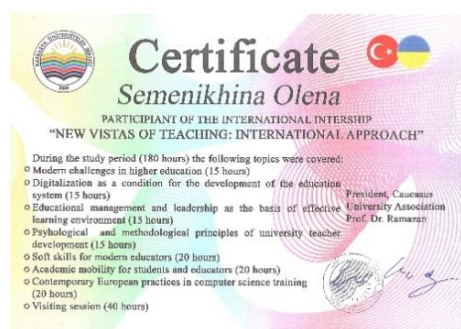 Certificate
Semenikhina Olena
PARTICIPIANT OF THE INTERNATIONAL INTERSHIP
"NEW VISTAS OF TEACHING: INTERNATIONAL APPROACH"
During the study period (180 hours) the following topics were covered:
Modern challenges in higher education (15 hours)
Digitalization as a condition for the development of the education
system (15 hours)
Educational management and leadership as the basis of effective
learning environment (15 hours)
Psyhological and methodological principles of university teacher
development (15 hours)
Soft skills for modern educators (20 hours)
Academic mobility for students and educators (20 hours)
Contemporary European practices in computer science training
(20 hours)
Visiting session (40 hours)
President, Caucasus
University Association
Prof. Dr. Ramazan